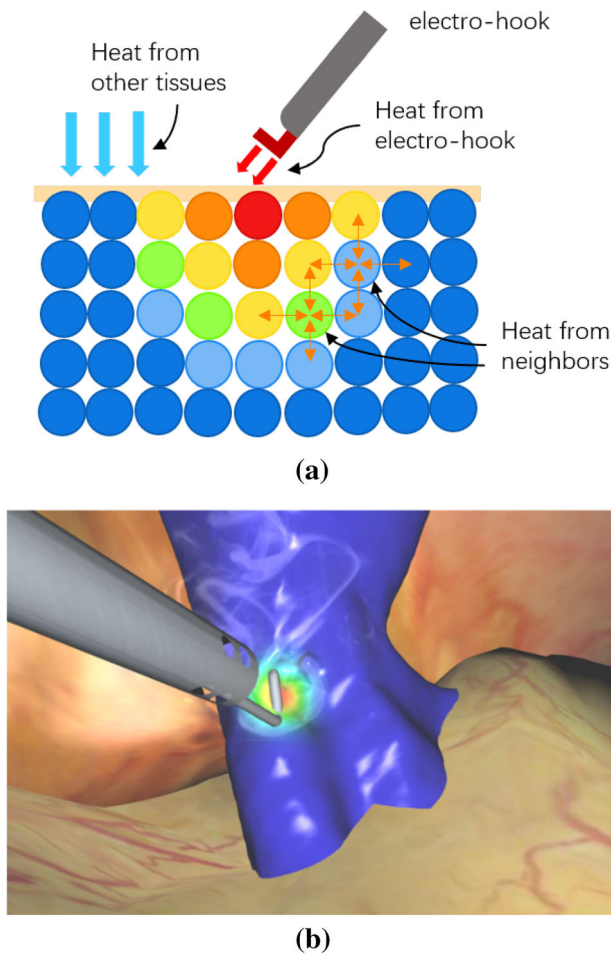 electro-hook
Heat from
other tissues
Heat from
electro-hook
Heat from
neighbors
(a)
(b)